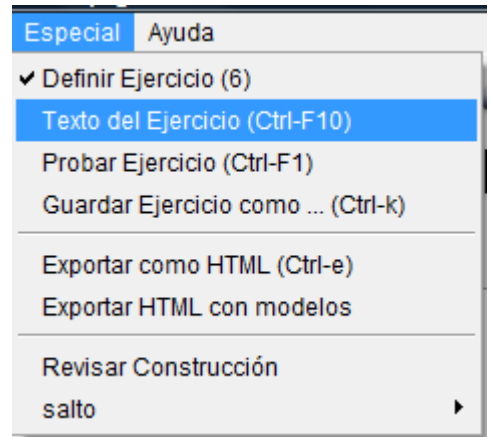 Especial Ayuda
Definir Ejercicio (6)
Texto del Ejercicio (Ctrl-F10)
Probar Ejercicio (Ctrl-F1)
Guardar Ejercicio como ... (Ctrl-k)
Exportar como HTML (Ctrl-e)
Exportar HTML con modelos
Revisar Construcción
salto